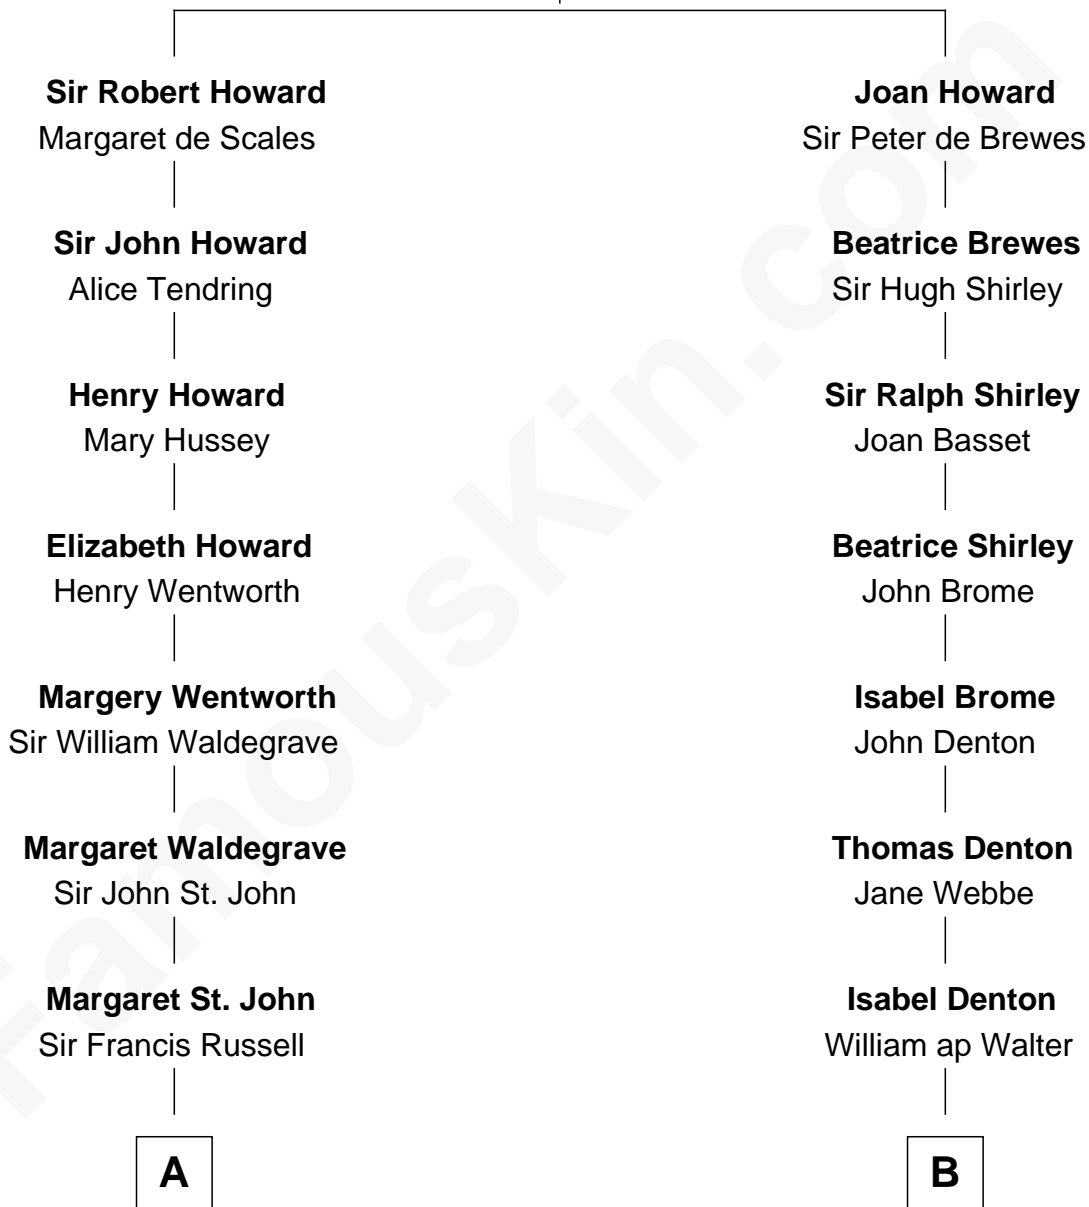 Sir Robert Howard
Margaret de Scales
Sir John Howard
Alice Tendring
Henry Howard
Mary Hussey
Elizabeth Howard
Henry Wentworth
Margery Wentworth
Sir William Waldegrave
Margaret Waldegrave
Sir John St. John
Margaret St. John
Sir Francis Russell
A
Joan Howard
Sir Peter de Brewes
Beatrice Brewes
Sir Hugh Shirley
Sir Ralph Shirley
Joan Basset
Beatrice Shirley
John Brome
Isabel Brome
John Denton
Thomas Denton
Jane Webbe
Isabel Denton
William ap Walter
B
FamousKin.com